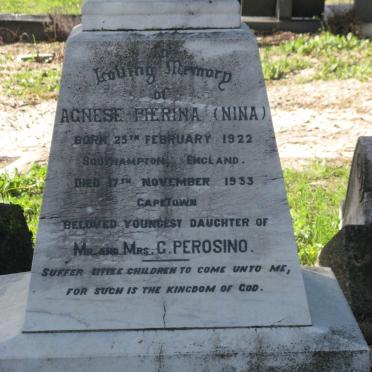 Loving Memory
of
AGNESE PIERINA (NINA)
BORN 25TH FEBRUARY 1922
SOUTHAMPTON ENGLAND.
DIED 17TH NOVEMBER 1933
CAPETOWN
BELOVED YOUNGEST DAUGHTER OF
MR. AND MRS. C. PEROSINO.
SUFFER LITTLE CHILDREN TO COME UNTO ME,
FOR SUCH IS THE KINGDOM OF GOD.